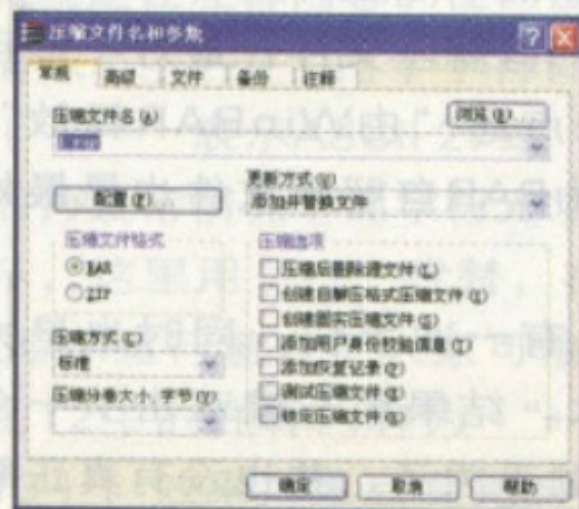 压缩文件名和参数
常规 高级 文件 备份 注释
压缩文件名(A)
浏览(B)...
配置(F)...
更新方式(U)
添加并替换文件
压缩文件格式
RAR
ZIP
压缩选项
压缩后删除源文件(L)
创建自解压格式压缩文件(X)
创建固实压缩文件(S)
添加用户身份校验信息(V)
添加恢复记录(E)
测试压缩文件(T)
锁定压缩文件(K)
压缩方式(C)
标准
压缩分卷大小,字节(V)
确定 取消 帮助